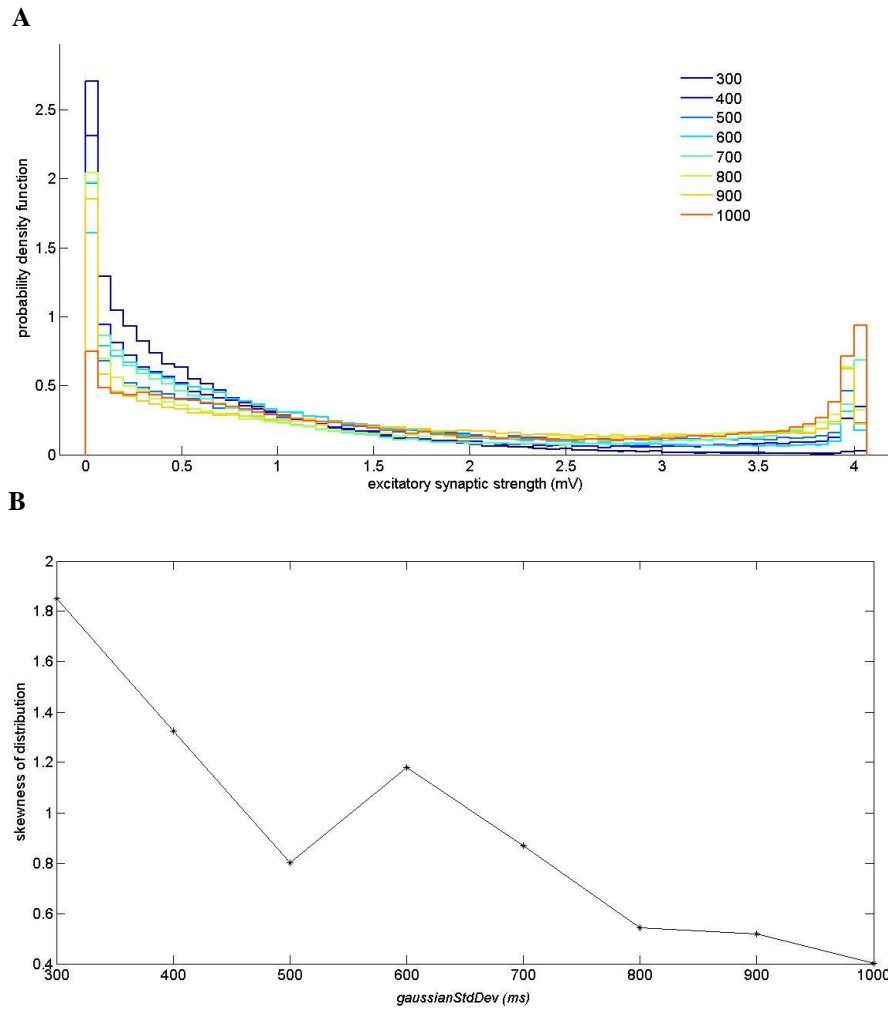 A
probability density function
2.5
2
1.5
1
0.5
0
300
400
500
600
700
800
900
1000
0 0.5 1 1.5 2 2.5 3 3.5 4
excitatory synaptic strength (mV)
B
skewness of distribution
2
1.8
1.6
1.4
1.2
1
0.8
0.6
0.4
300 400 500 600 700 800 900 1000
gaussianStdDev (ms)